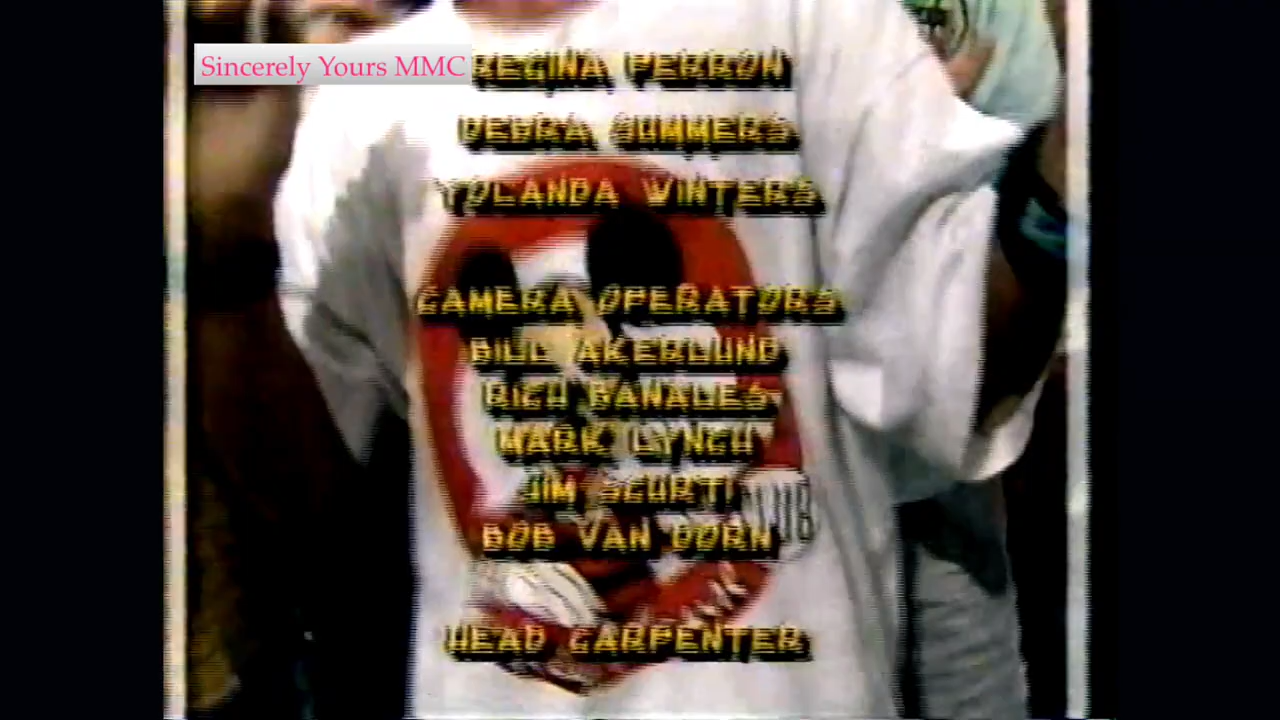 Sincerely Yours MMC
REGINA PERRON
DEBRA SUMMERS
YOLANDA WINTERS
CAMERA OPERATORS
BILL AKERLUND
RICH BANALES
MARK LYNCH
JIM SCURTI
BOB VAN DORN
HEAD CARPENTER